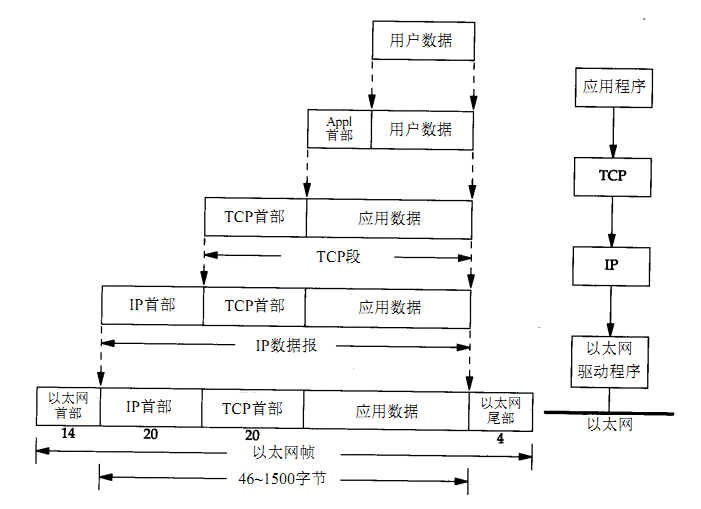 用户数据
应用程序
Appl
首部
用户数据
TCP
TCP首部
应用数据
TCP段
IP
IP首部
TCP首部
应用数据
IP数据报
以太网
驱动程序
以太网
首部
IP首部
TCP首部
应用数据
以太网
尾部
以太网
14
20
20
4
以太网帧
46~1500字节